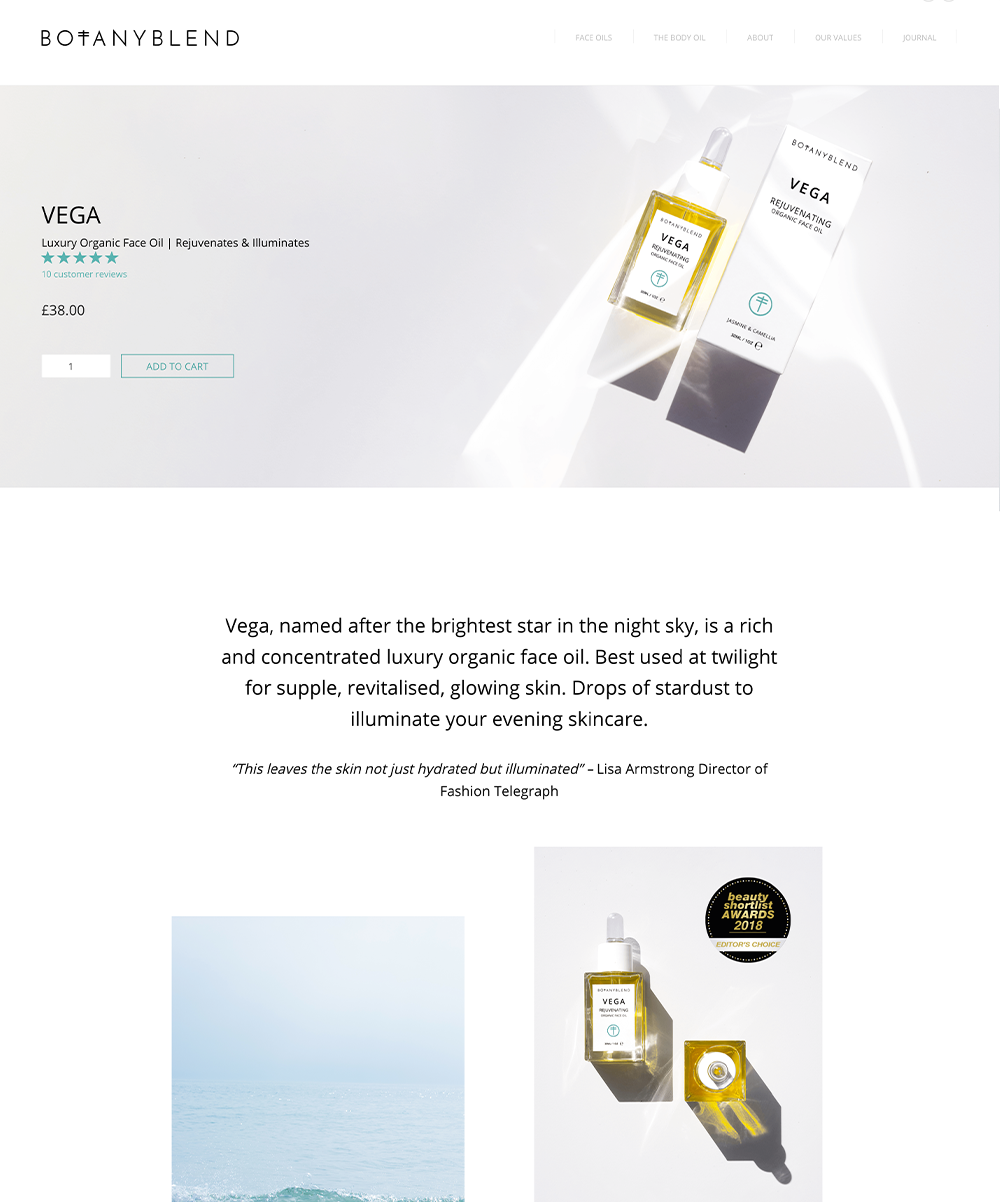 BOTANYBLEND
FACE OILS
THE BODY OIL
ABOUT
OUR VALUES
JOURNAL
VEGA
Luxury Organic Face Oil | Rejuvenates & Illuminates
10 customer reviews
£38.00
1
ADD TO CART
BOTANYBLEND
VEGA
REJUVENATING
ORGANIC FACE OIL
30ML / 1OZ ℮
BOTANYBLEND
VEGA
REJUVENATING
ORGANIC FACE OIL
JASMINE & CAMELLIA
30ML / 1OZ ℮
Vega, named after the brightest star in the night sky, is a rich
and concentrated luxury organic face oil. Best used at twilight
for supple, revitalised, glowing skin. Drops of stardust to
illuminate your evening skincare.
“This leaves the skin not just hydrated but illuminated” – Lisa Armstrong Director of
Fashion Telegraph
beauty
shortlist
AWARDS
2018
EDITOR'S CHOICE
BOTANYBLEND
VEGA
REJUVENATING
ORGANIC FACE OIL
30ML / 1OZ ℮